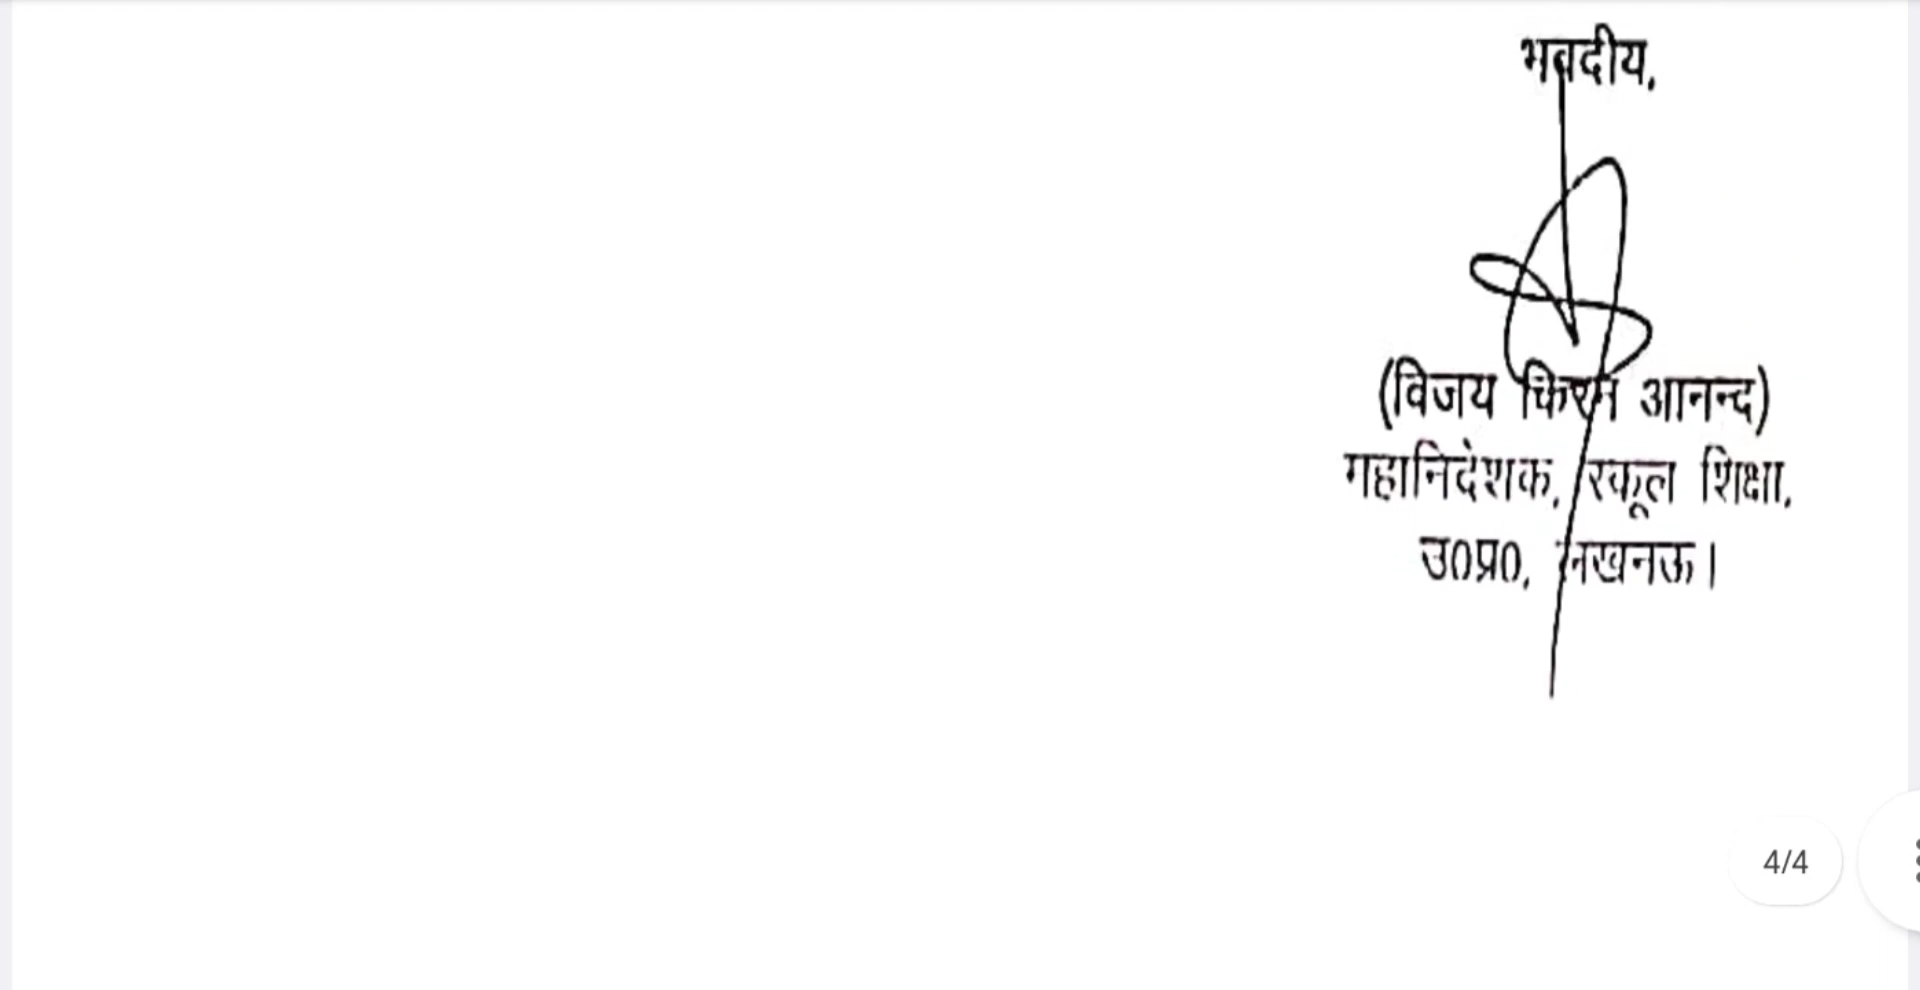 भवदीय,
(विजय किरन आनन्द)
महानिदेशक, स्कूल शिक्षा,
उ0प्र0, लखनऊ।
4/4